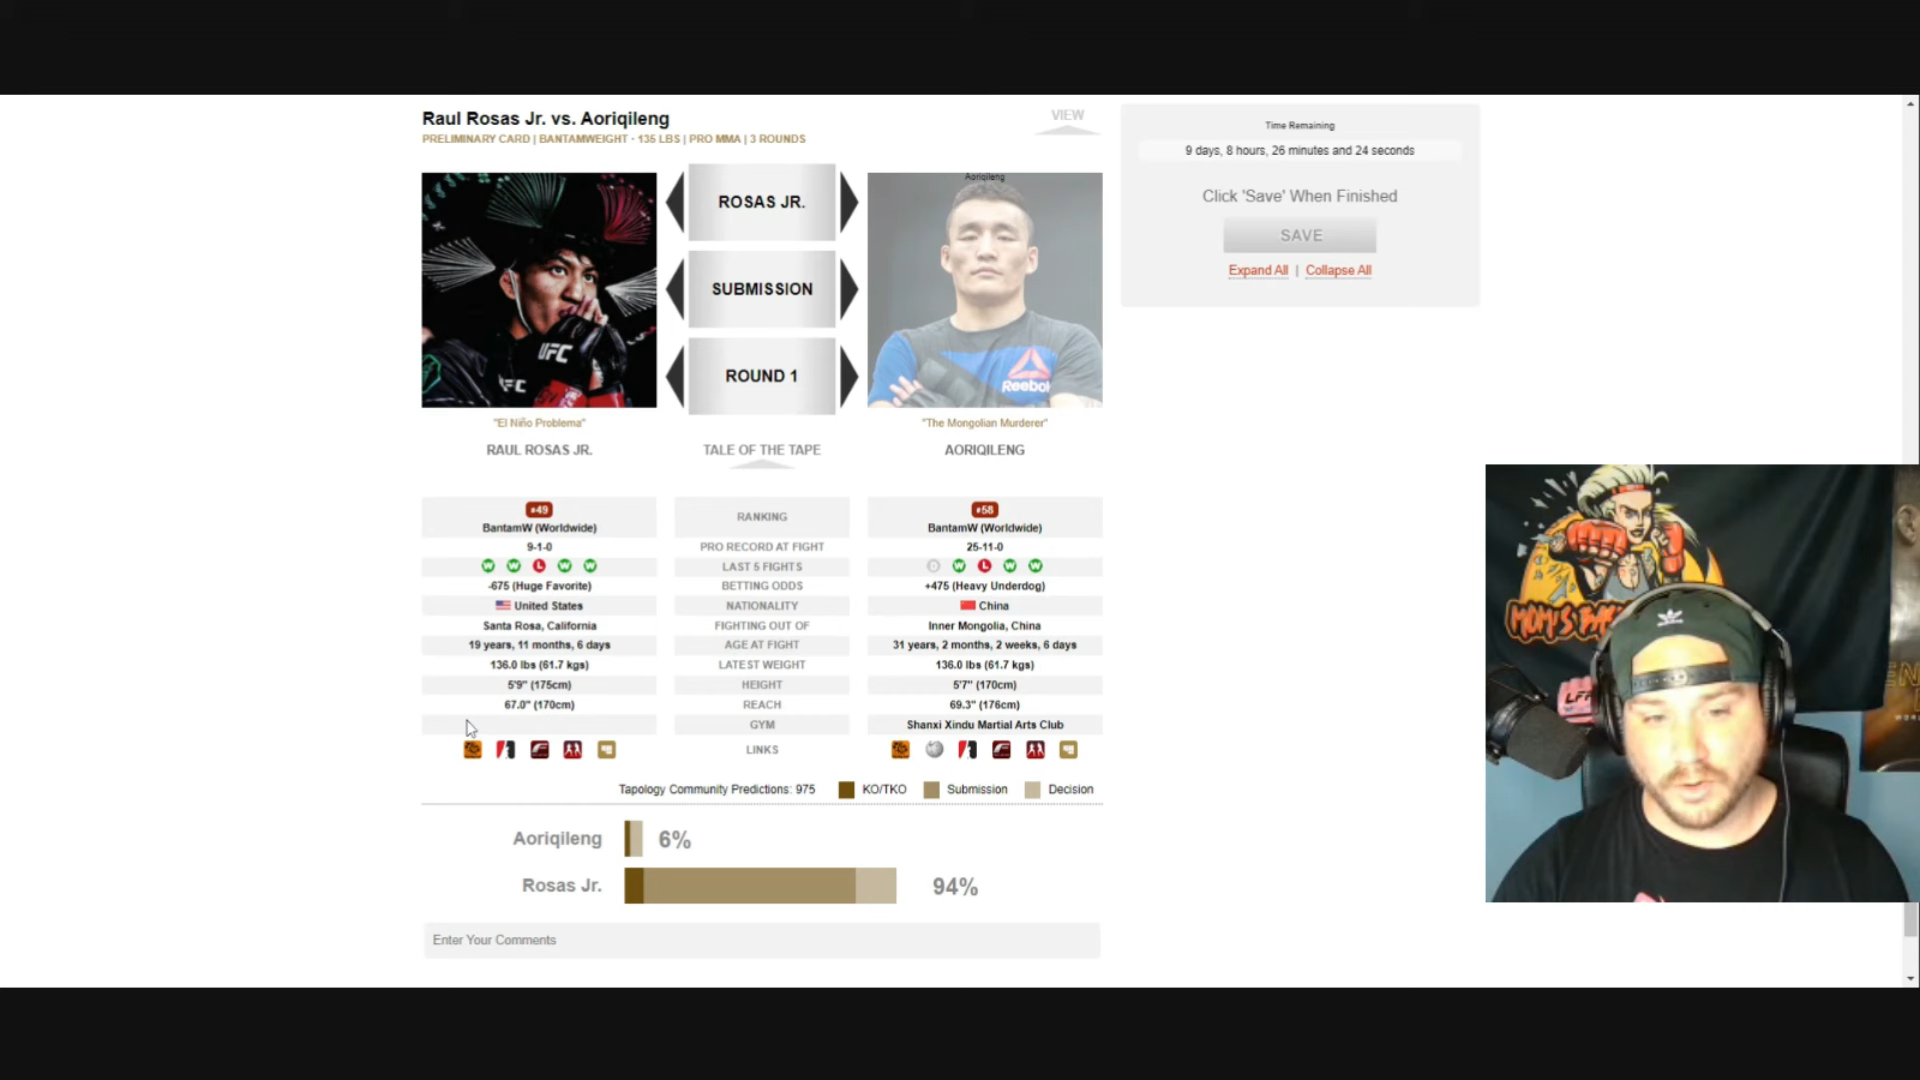 Raul Rosas Jr. vs. Aoriqileng
VIEW
PRELIMINARY CARD | BANTAMWEIGHT - 135 LBS | PRO MMA | 3 ROUNDS
Time Remaining
9 days, 8 hours, 26 minutes and 24 seconds
Click 'Save' When Finished
SAVE
Expand All | Collapse All
ROSAS JR.
SUBMISSION
ROUND 1
Aoriqileng
UFC
UFC
Reebok
"El Niño Problema"
"The Mongolian Murderer"
RAUL ROSAS JR. TALE OF THE TAPE AORIQILENG
#49 RANKING #58
BantamW (Worldwide) BantamW (Worldwide)
9-1-0 PRO RECORD AT FIGHT 25-11-0
W W L W W LAST 5 FIGHTS D W L W W
-675 (Huge Favorite) BETTING ODDS +475 (Heavy Underdog)
United States NATIONALITY China
Santa Rosa, California FIGHTING OUT OF Inner Mongolia, China
19 years, 11 months, 6 days AGE AT FIGHT 31 years, 2 months, 2 weeks, 6 days
136.0 lbs (61.7 kgs) LATEST WEIGHT 136.0 lbs (61.7 kgs)
5'9" (175cm) HEIGHT 5'7" (170cm)
67.0" (170cm) REACH 69.3" (176cm)
GYM Shanxi Xindu Martial Arts Club
LINKS
Tapology Community Predictions: 975 KO/TKO Submission Decision
Aoriqileng 6%
Rosas Jr. 94%
Enter Your Comments
MOM'S
LFA